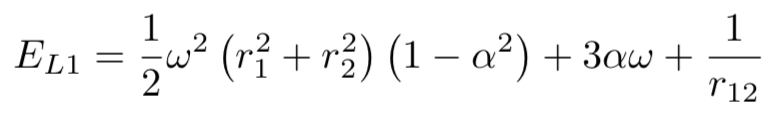 $E_{L1} = \frac{1}{2}\omega^2 \left(r_1^2 + r_2^2\right)\left(1 - \alpha^2\right) + 3\alpha\omega + \frac{1}{r_{12}}$